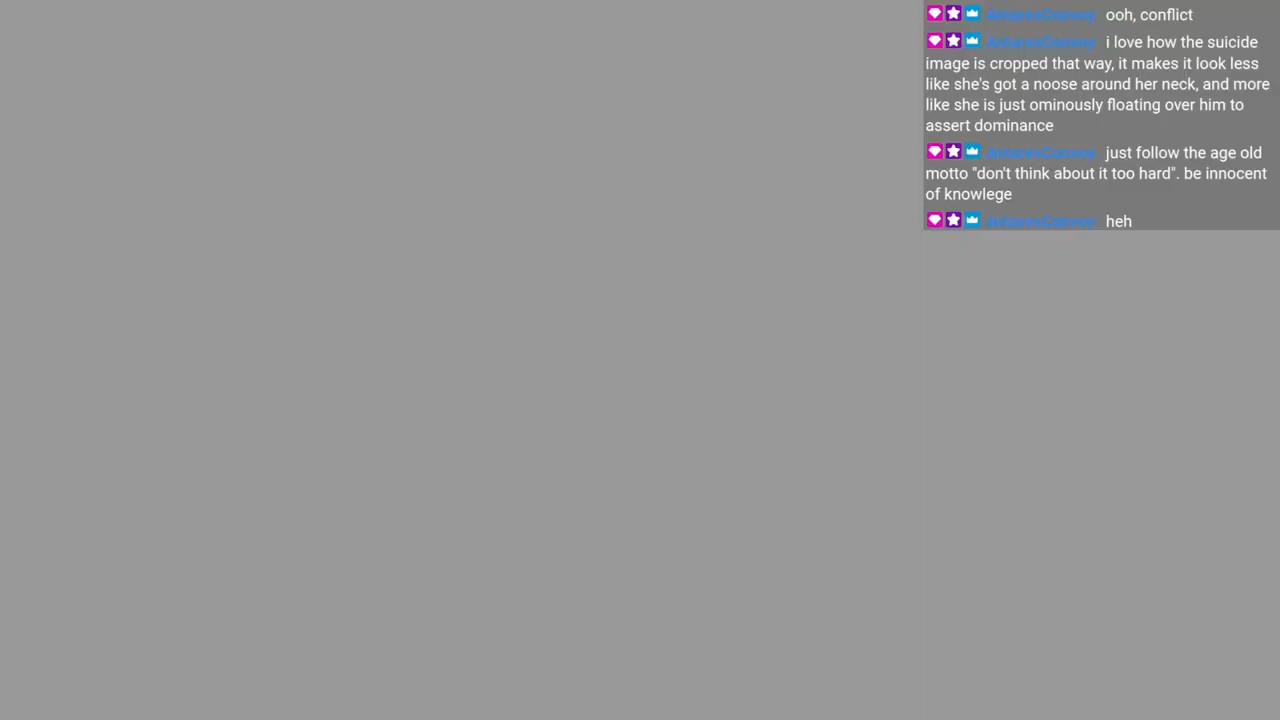 ooh, conflict
i love how the suicide
image is cropped that way, it makes it look less
like she's got a noose around her neck, and more
like she is just ominously floating over him to
assert dominance
just follow the age old
motto "don't think about it too hard". be innocent
of knowlege
heh